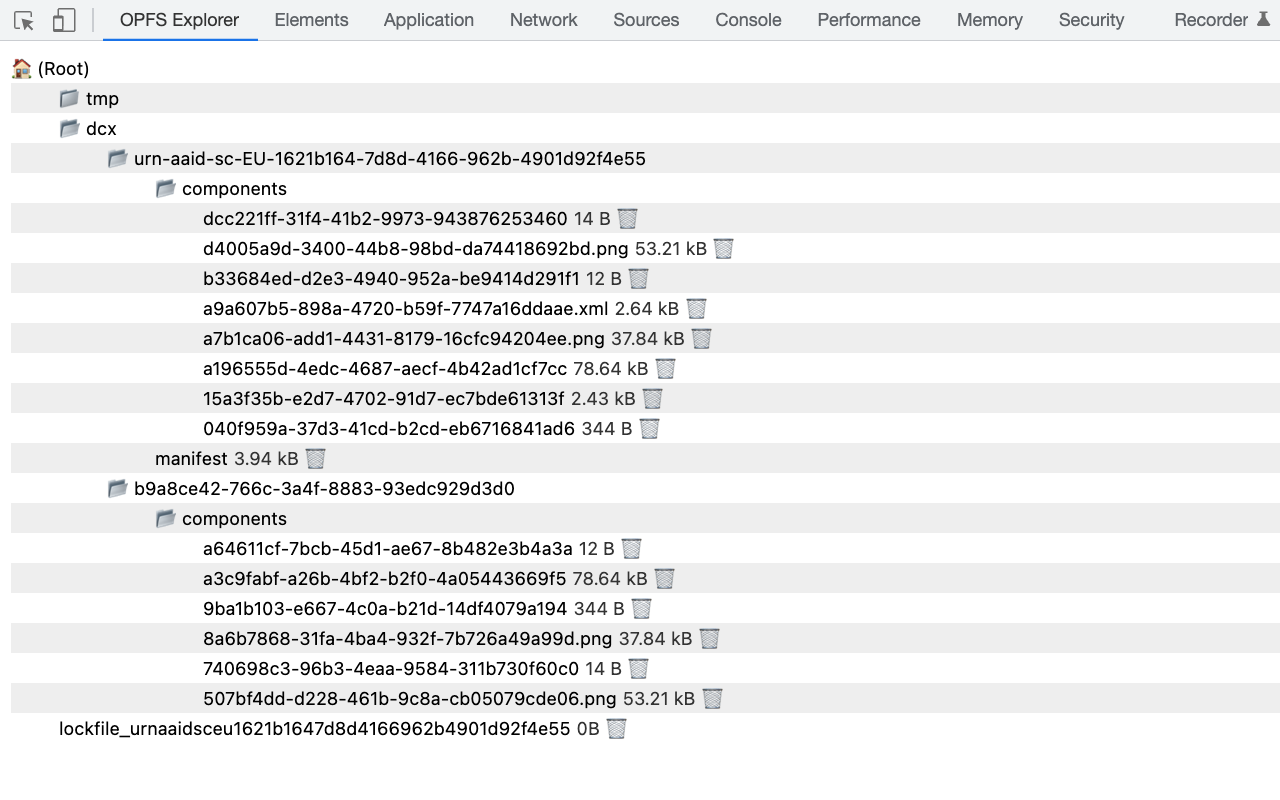 OPFS Explorer Elements Application Network Sources Console Performance Memory Security Recorder
(Root)
tmp
dcx
urn-aaid-sc-EU-1621b164-7d8d-4166-962b-4901d92f4e55
components
dcc221ff-31f4-41b2-9973-943876253460 14 B
d4005a9d-3400-44b8-98bd-da74418692bd.png 53.21 kB
b33684ed-d2e3-4940-952a-be9414d291f1 12 B
a9a607b5-898a-4720-b59f-7747a16ddaae.xml 2.64 kB
a7b1ca06-add1-4431-8179-16cfc94204ee.png 37.84 kB
a196555d-4edc-4687-aecf-4b42ad1cf7cc 78.64 kB
15a3f35b-e2d7-4702-91d7-ec7bde61313f 2.43 kB
040f959a-37d3-41cd-b2cd-eb6716841ad6 344 B
manifest 3.94 kB
b9a8ce42-766c-3a4f-8883-93edc929d3d0
components
a64611cf-7bcb-45d1-ae67-8b482e3b4a3a 12 B
a3c9fabf-a26b-4bf2-b2f0-4a05443669f5 78.64 kB
9ba1b103-e667-4c0a-b21d-14df4079a194 344 B
8a6b7868-31fa-4ba4-932f-7b726a49a99d.png 37.84 kB
740698c3-96b3-4eaa-9584-311b730f60c0 14 B
507bf4dd-d228-461b-9c8a-cb05079cde06.png 53.21 kB
lockfile_urnaaidsceu1621b1647d8d4166962b4901d92f4e55 0B